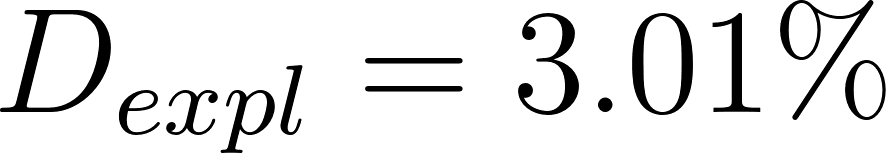 D_{expl} = 3.01%